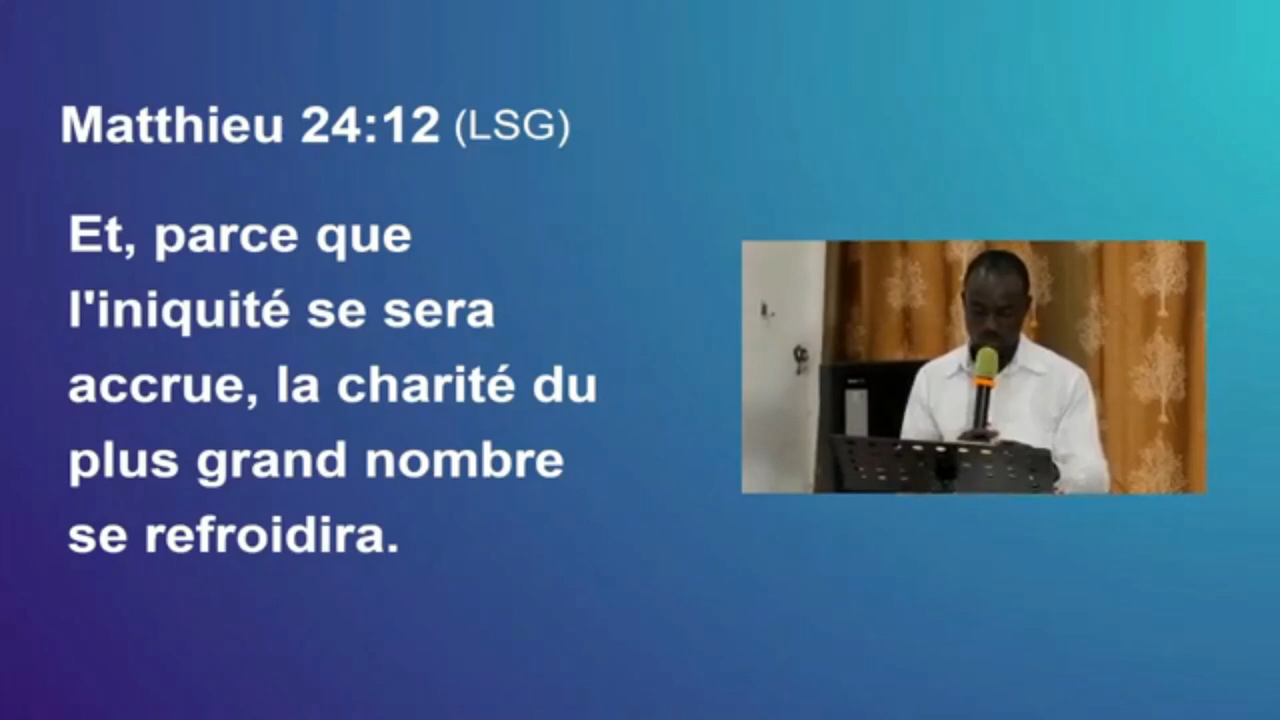 Matthieu 24:12 (LSG)
Et, parce que
l'iniquité se sera
accrue, la charité du
plus grand nombre
se refroidira.